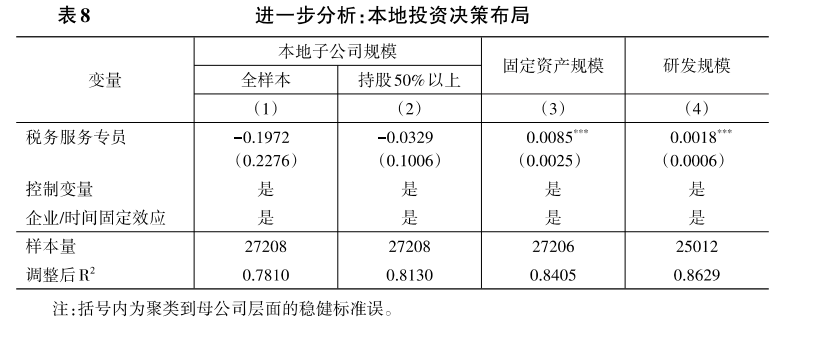 表8 进一步分析:本地投资决策布局
变量 本地子公司规模 固定资产规模 研发规模
全样本 持股50%以上
(1) (2) (3) (4)
税务服务专员 -0.1972 -0.0329 0.0085*** 0.0018***
(0.2276) (0.1006) (0.0025) (0.0006)
控制变量 是 是 是 是
企业/时间固定效应 是 是 是 是
样本量 27208 27208 27206 25012
调整后R² 0.7810 0.8130 0.8405 0.8629
注:括号内为聚类到母公司层面的稳健标准误。